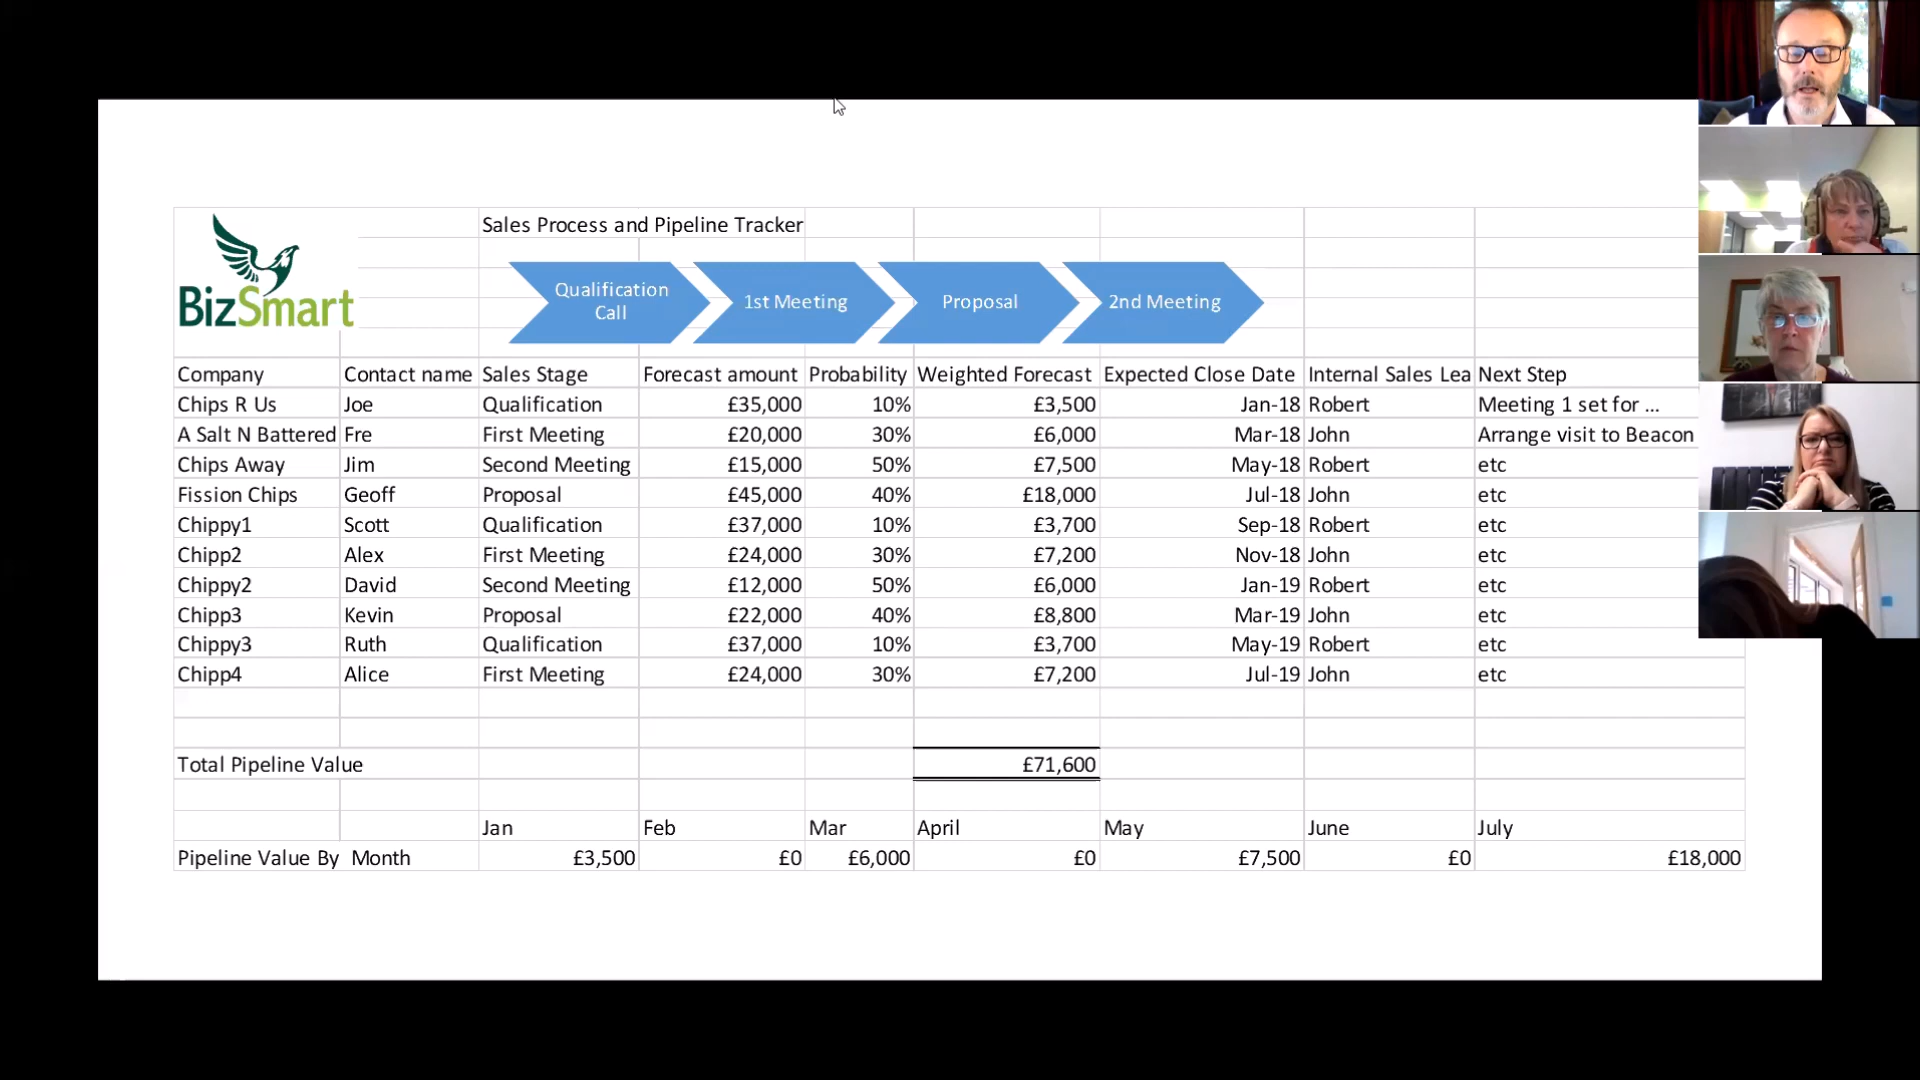 Sales Process and Pipeline Tracker
BizSmart
Qualification Call 1st Meeting Proposal 2nd Meeting
Company Contact name Sales Stage Forecast amount Probability Weighted Forecast Expected Close Date Internal Sales Lea Next Step
Chips R Us Joe Qualification £35,000 10% £3,500 Jan-18 Robert Meeting 1 set for ...
A Salt N Battered Fre First Meeting £20,000 30% £6,000 Mar-18 John Arrange visit to Beacon
Chips Away Jim Second Meeting £15,000 50% £7,500 May-18 Robert etc
Fission Chips Geoff Proposal £45,000 40% £18,000 Jul-18 John etc
Chippy1 Scott Qualification £37,000 10% £3,700 Sep-18 Robert etc
Chipp2 Alex First Meeting £24,000 30% £7,200 Nov-18 John etc
Chippy2 David Second Meeting £12,000 50% £6,000 Jan-19 Robert etc
Chipp3 Kevin Proposal £22,000 40% £8,800 Mar-19 John etc
Chippy3 Ruth Qualification £37,000 10% £3,700 May-19 Robert etc
Chipp4 Alice First Meeting £24,000 30% £7,200 Jul-19 John etc
Total Pipeline Value £71,600
Jan Feb Mar April May June July
Pipeline Value By Month £3,500 £0 £6,000 £0 £7,500 £0 £18,000